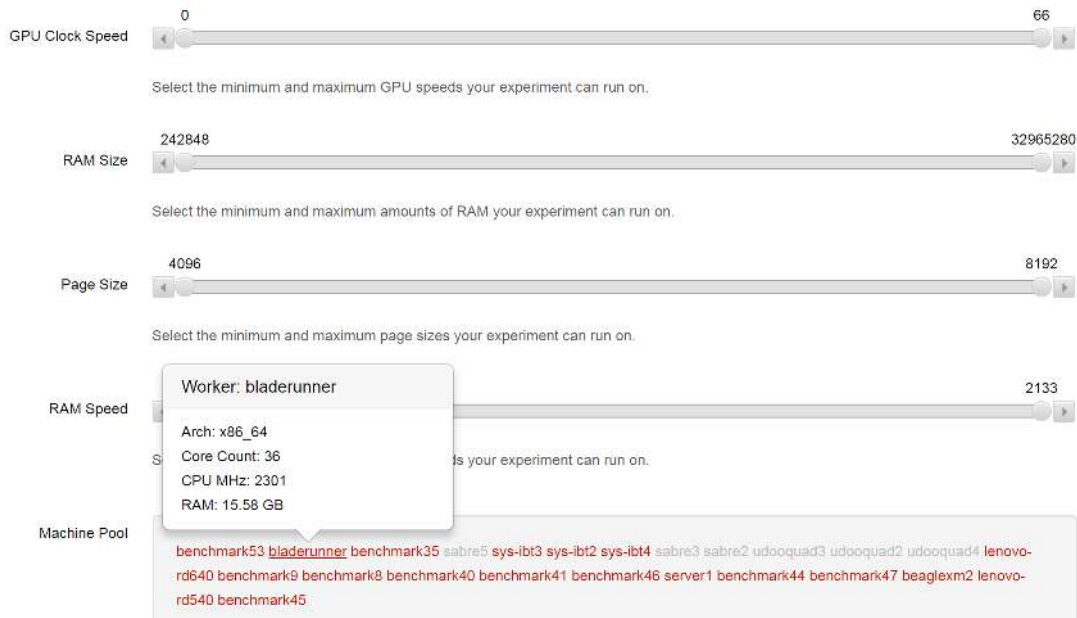 0 66
GPU Clock Speed
Select the minimum and maximum GPU speeds your experiment can run on.
242848 32965280
RAM Size
Select the minimum and maximum amounts of RAM your experiment can run on.
4096 8192
Page Size
Select the minimum and maximum page sizes your experiment can run on.
Worker: bladerunner
2133
RAM Speed
Arch: x86_64
Core Count: 36
CPU MHz: 2301
RAM: 15.58 GB
your experiment can run on.
Machine Pool
benchmark53 bladerunner benchmark35 sabre5 sys-ibt3 sys-ibt2 sys-ibt4 sabre3 sabre2 udooquad3 udooquad2 udooquad4 lenovo-
rd640 benchmark9 benchmark8 benchmark40 benchmark41 benchmark46 server1 benchmark44 benchmark47 beaglexm2 lenovo-
rd540 benchmark45